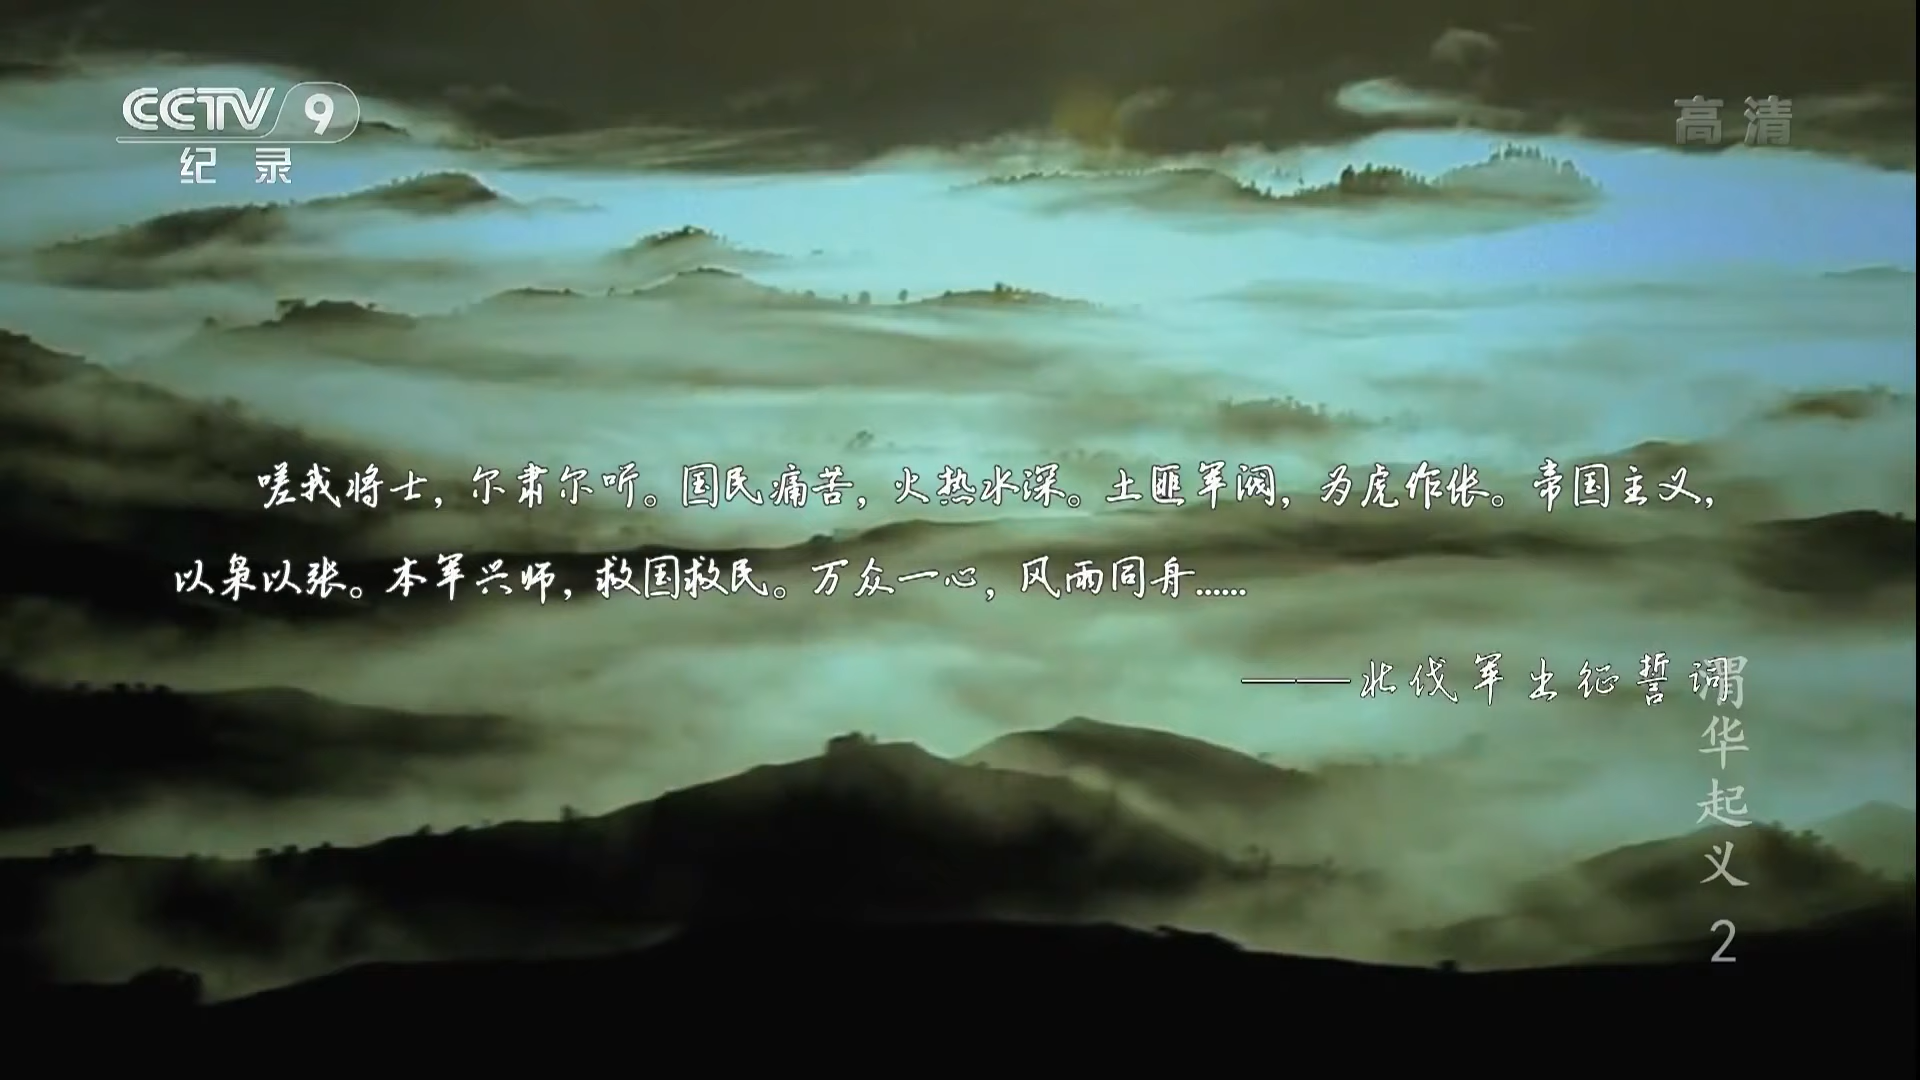 CCTV 9
纪录
高清
嗟我将士，尔肃尔听。国民痛苦，火热水深。土匪军阀，为虎作伥。帝国主义，
以枭以张。本军兴师，救国救民。万众一心，风雨同舟......
——北伐军出征誓词
渭华起义 2